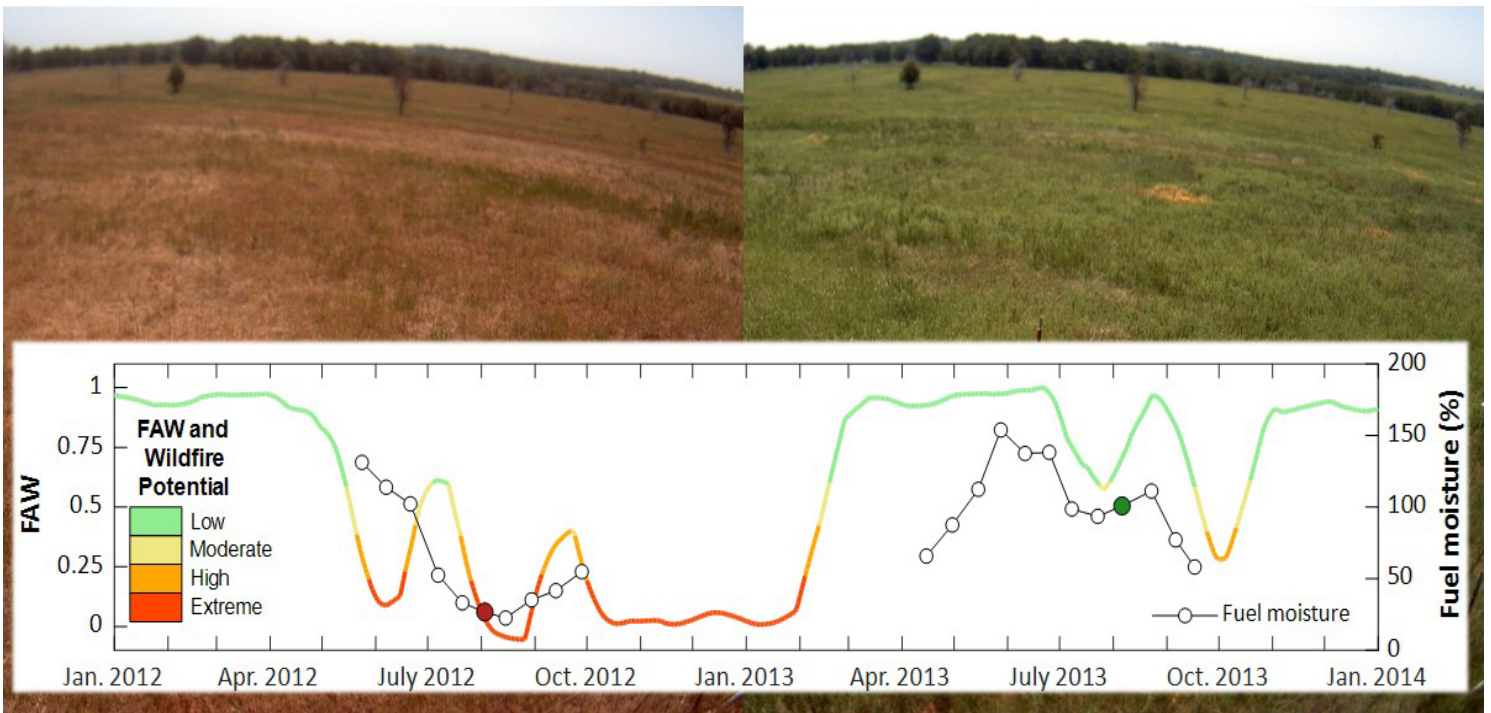 FAW
1
0.75
0.5
0.25
0
FAW and
Wildfire
Potential
Low
Moderate
High
Extreme
Fuel moisture
200
150
100
50
0
Fuel moisture (%)
Jan. 2012 Apr. 2012 July 2012 Oct. 2012 Jan. 2013 Apr. 2013 July 2013 Oct. 2013 Jan. 2014